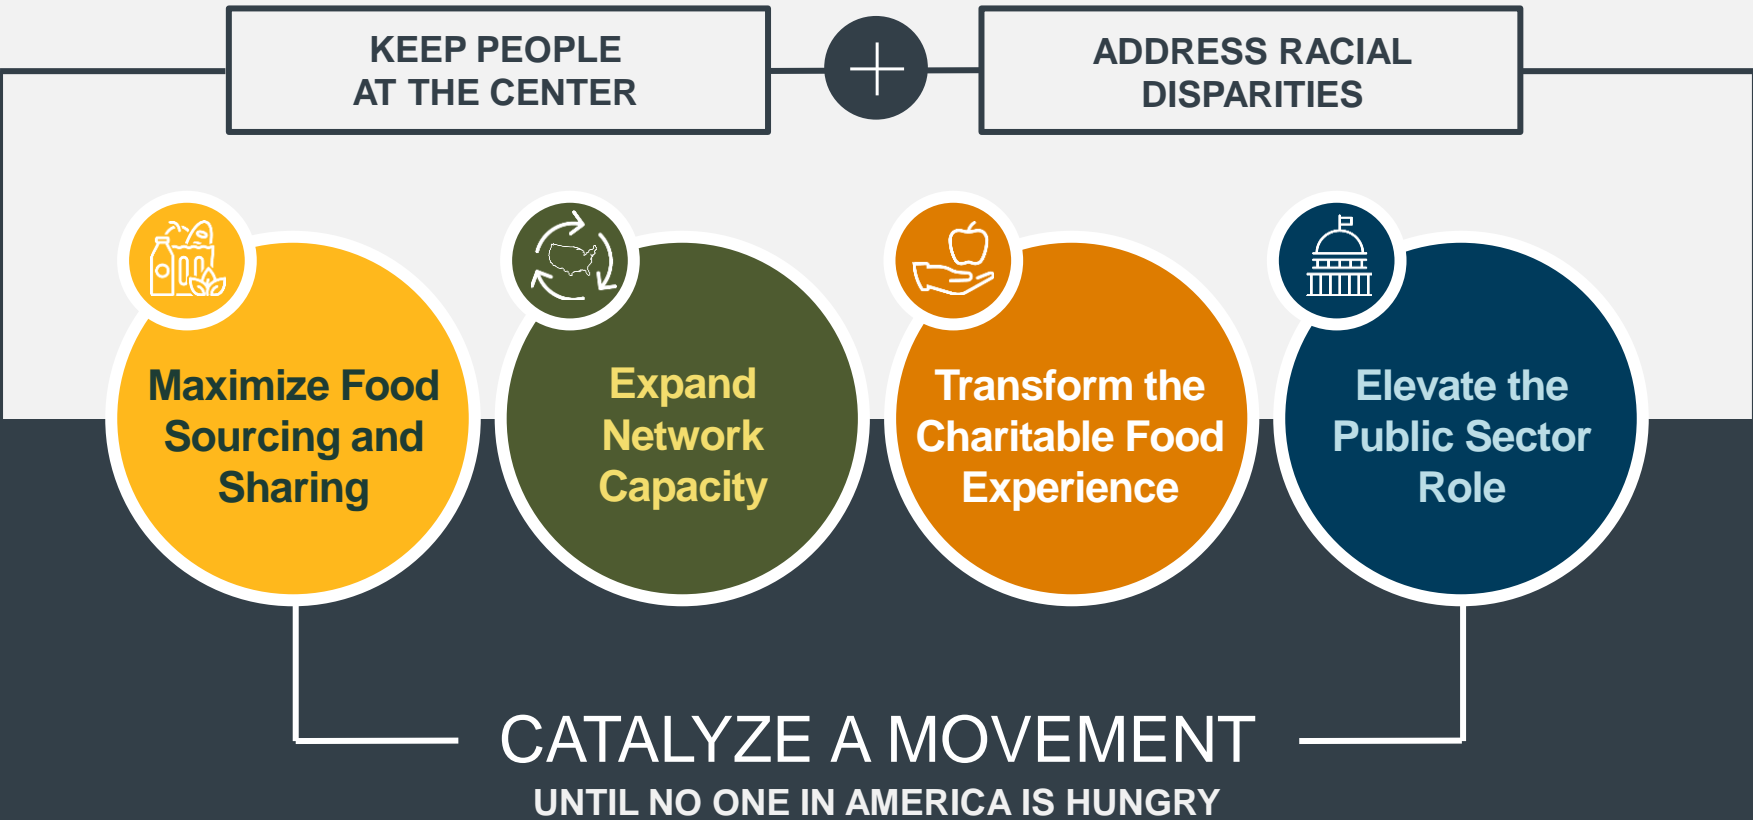 KEEP PEOPLE
AT THE CENTER
ADDRESS RACIAL
DISPARITIES
Maximize Food
Sourcing and
Sharing
Expand
Network
Capacity
Transform the
Charitable Food
Experience
Elevate the
Public Sector
Role
CATALYZE A MOVEMENT
UNTIL NO ONE IN AMERICA IS HUNGRY